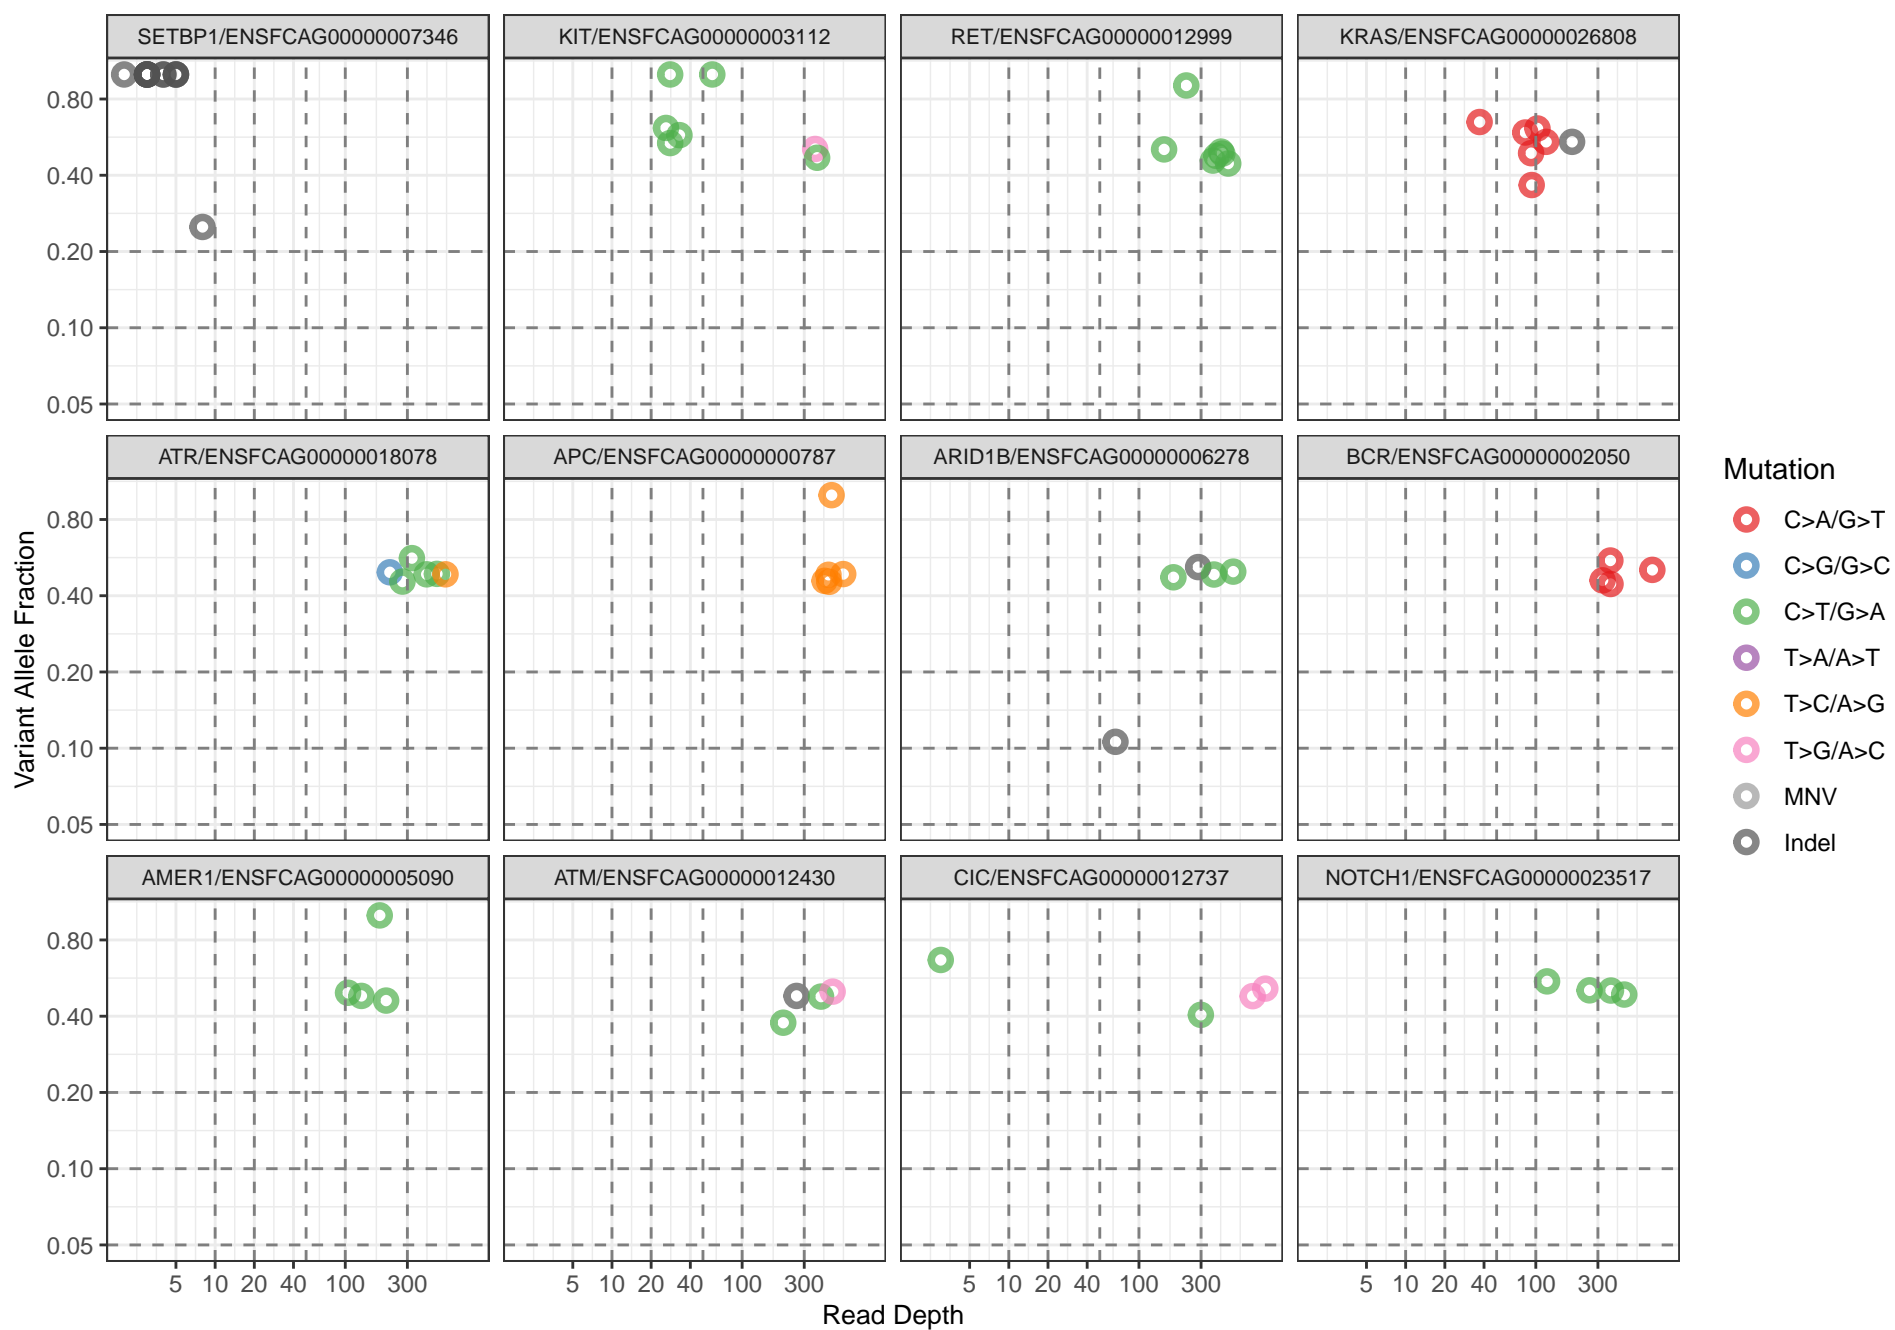 SETBP1/ENSFCAG00000007346
KIT/ENSFCAG00000003112
RET/ENSFCAG00000012999
KRAS/ENSFCAG00000026808
0.80
0.40
0.20
0.10
0.05
ATR/ENSFCAG00000018078
APC/ENSFCAG00000000787
ARID1B/ENSFCAG00000006278
BCR/ENSFCAG00000002050
0.80
0.40
0.20
0.10
0.05
AMER1/ENSFCAG00000005090
ATM/ENSFCAG00000012430
CIC/ENSFCAG00000012737
NOTCH1/ENSFCAG00000023517
0.80
0.40
0.20
0.10
0.05
5 10 20 40 100 300
5 10 20 40 100 300
5 10 20 40 100 300
5 10 20 40 100 300
Read Depth
Variant Allele Fraction
Mutation
C>A/G>T
C>G/G>C
C>T/G>A
T>A/A>T
T>C/A>G
T>G/A>C
MNV
Indel